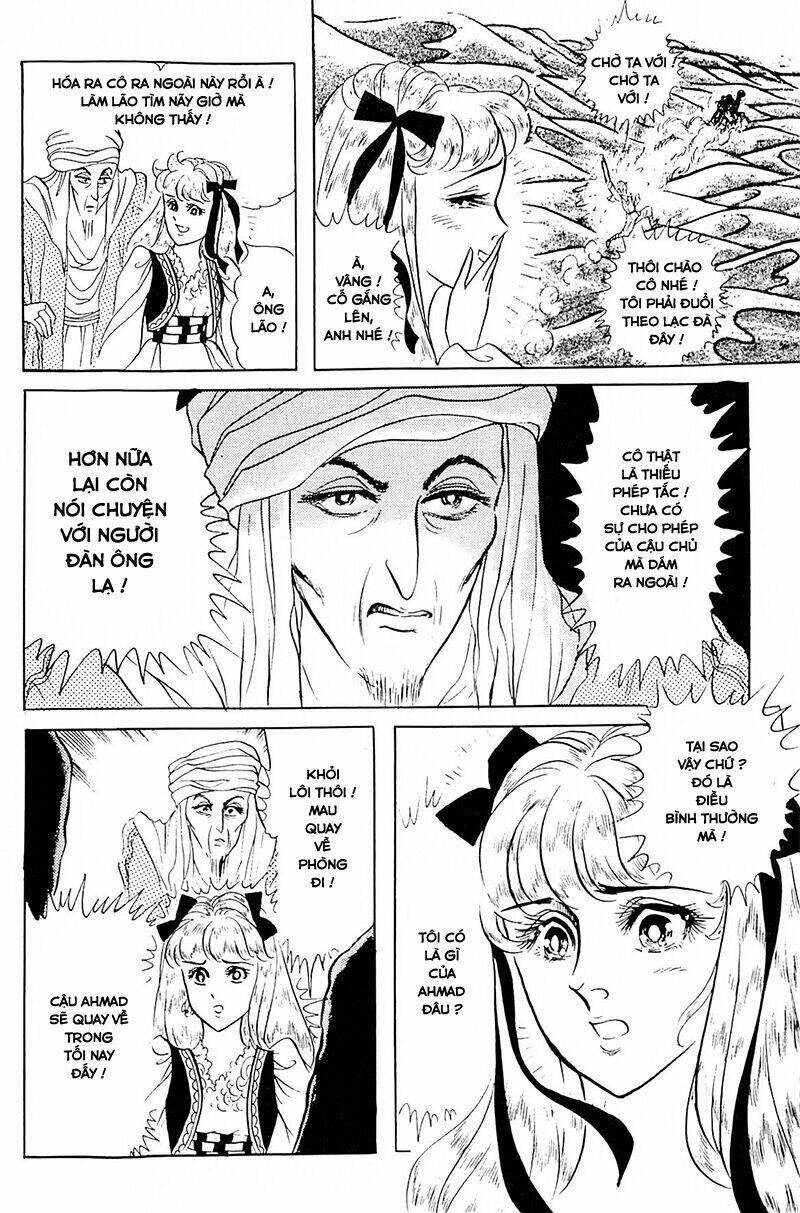 CHỜ TA VỚI !
CHỜ TA
VỚI !
THÔI CHÀO
CÔ NHÉ !
TÔI PHẢI ĐUỔI
THEO LẠC ĐÀ
ĐÂY !
À,
VÂNG !
CỐ GẮNG
LÊN,
ANH NHÉ !
HÓA RA CÔ RA NGOÀI NÀY RỒI À !
LÀM LÃO TÌM NÃY GIỜ MÀ
KHÔNG THẤY !
A,
ÔNG
LÃO !
CÔ THẬT
LÀ THIẾU
PHÉP TẮC !
CHƯA CÓ
SỰ CHO PHÉP
CỦA CẬU CHỦ
MÀ DÁM
RA NGOÀI !
HƠN NỮA
LẠI CÒN
NÓI CHUYỆN
VỚI NGƯỜI
ĐÀN ÔNG
LẠ !
TẠI SAO
VẬY CHỨ ?
ĐÓ LÀ
ĐIỀU
BÌNH THƯỜNG
MÀ !
TÔI CÓ
LÀ GÌ
CỦA
AHMAD
ĐÂU ?
KHỎI
LÔI THÔI !
MAU
QUAY
VỀ
PHÒNG
ĐI !
CẬU AHMAD
SẼ QUAY VỀ
TRONG
TỐI NAY
ĐẤY !